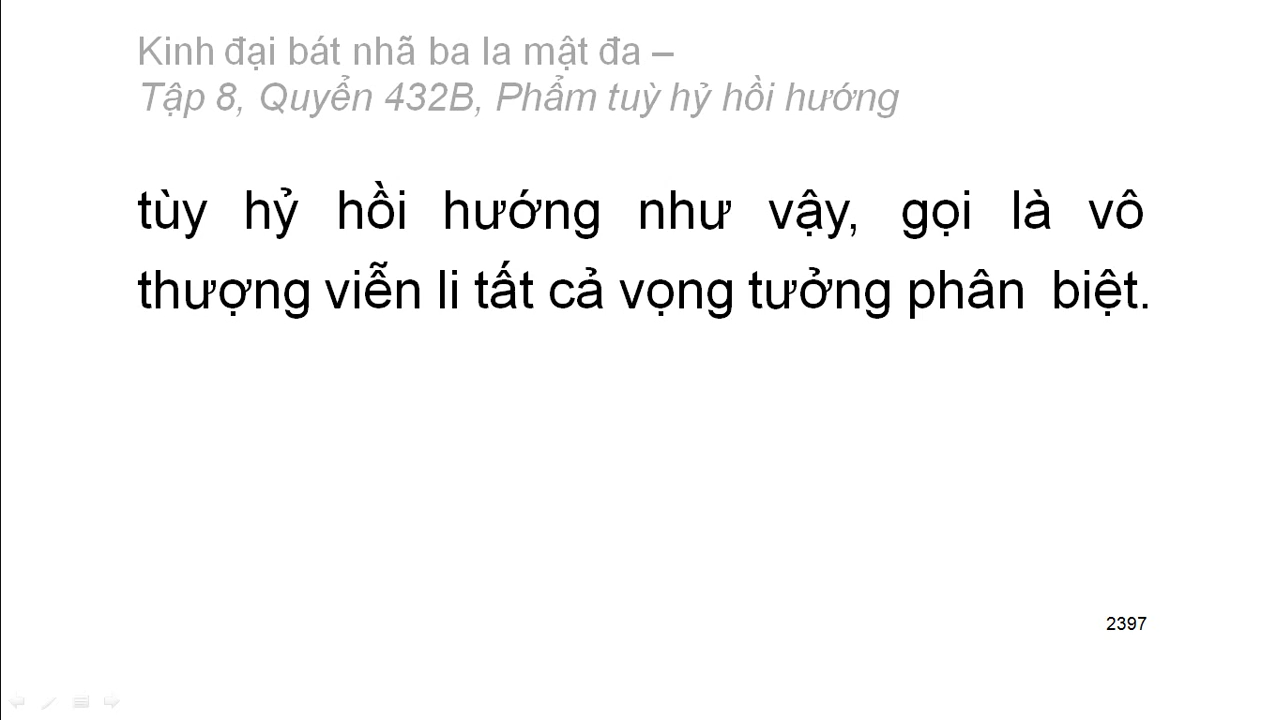 Kinh đại bát nhã ba la mật đa –
Tập 8, Quyển 432B, Phẩm tuỳ hỷ hồi hướng
tùy hỷ hồi hướng như vậy, gọi là vô
thượng viễn li tất cả vọng tưởng phân biệt.
2397